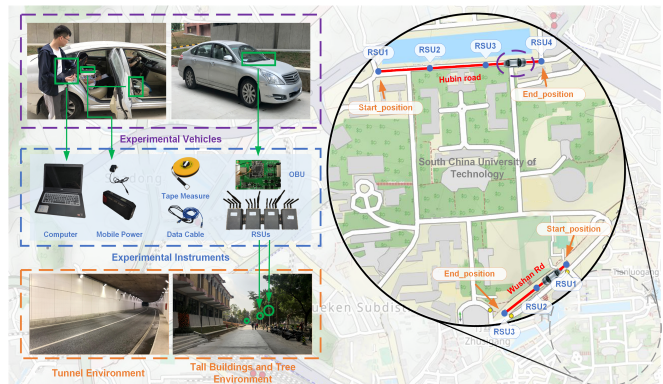 Experimental Vehicles
Computer
Mobile Power
Tape Measure
Data Cable
OBU
RSUs
Experimental Instruments
Tunnel Environment
Tall Buildings and Tree
Environment
RSU1
RSU2
RSU3
RSU4
Hubin road
Start_position
End_position
South China University of
Technology
Start_position
End_position
Wushan Rd
RSU1
RSU2
RSU3